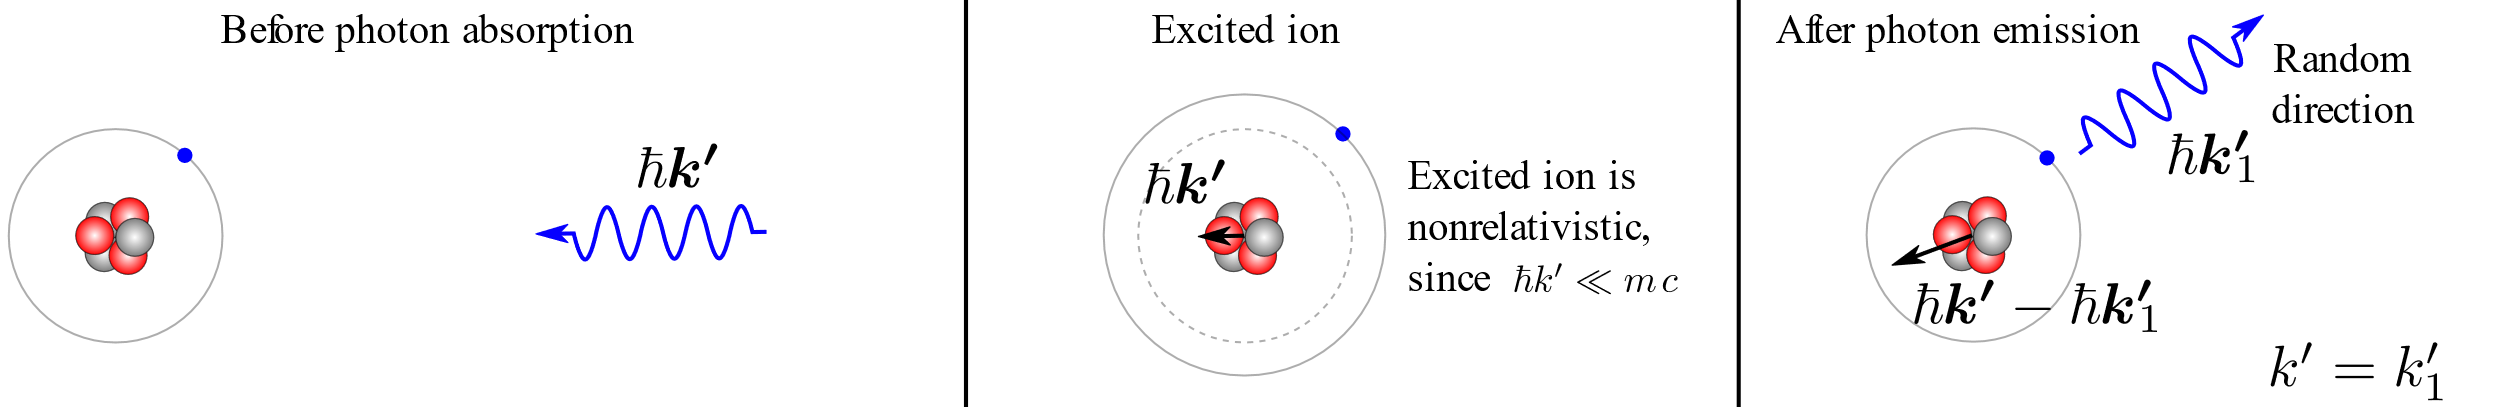 Before photon absorption
ħk′
Excited ion
ħk′
Excited ion is
nonrelativistic,
since ħk′ ≪ mc
After photon emission
Random
direction
ħk′₁
ħk′ − ħk′₁
k′ = k′₁